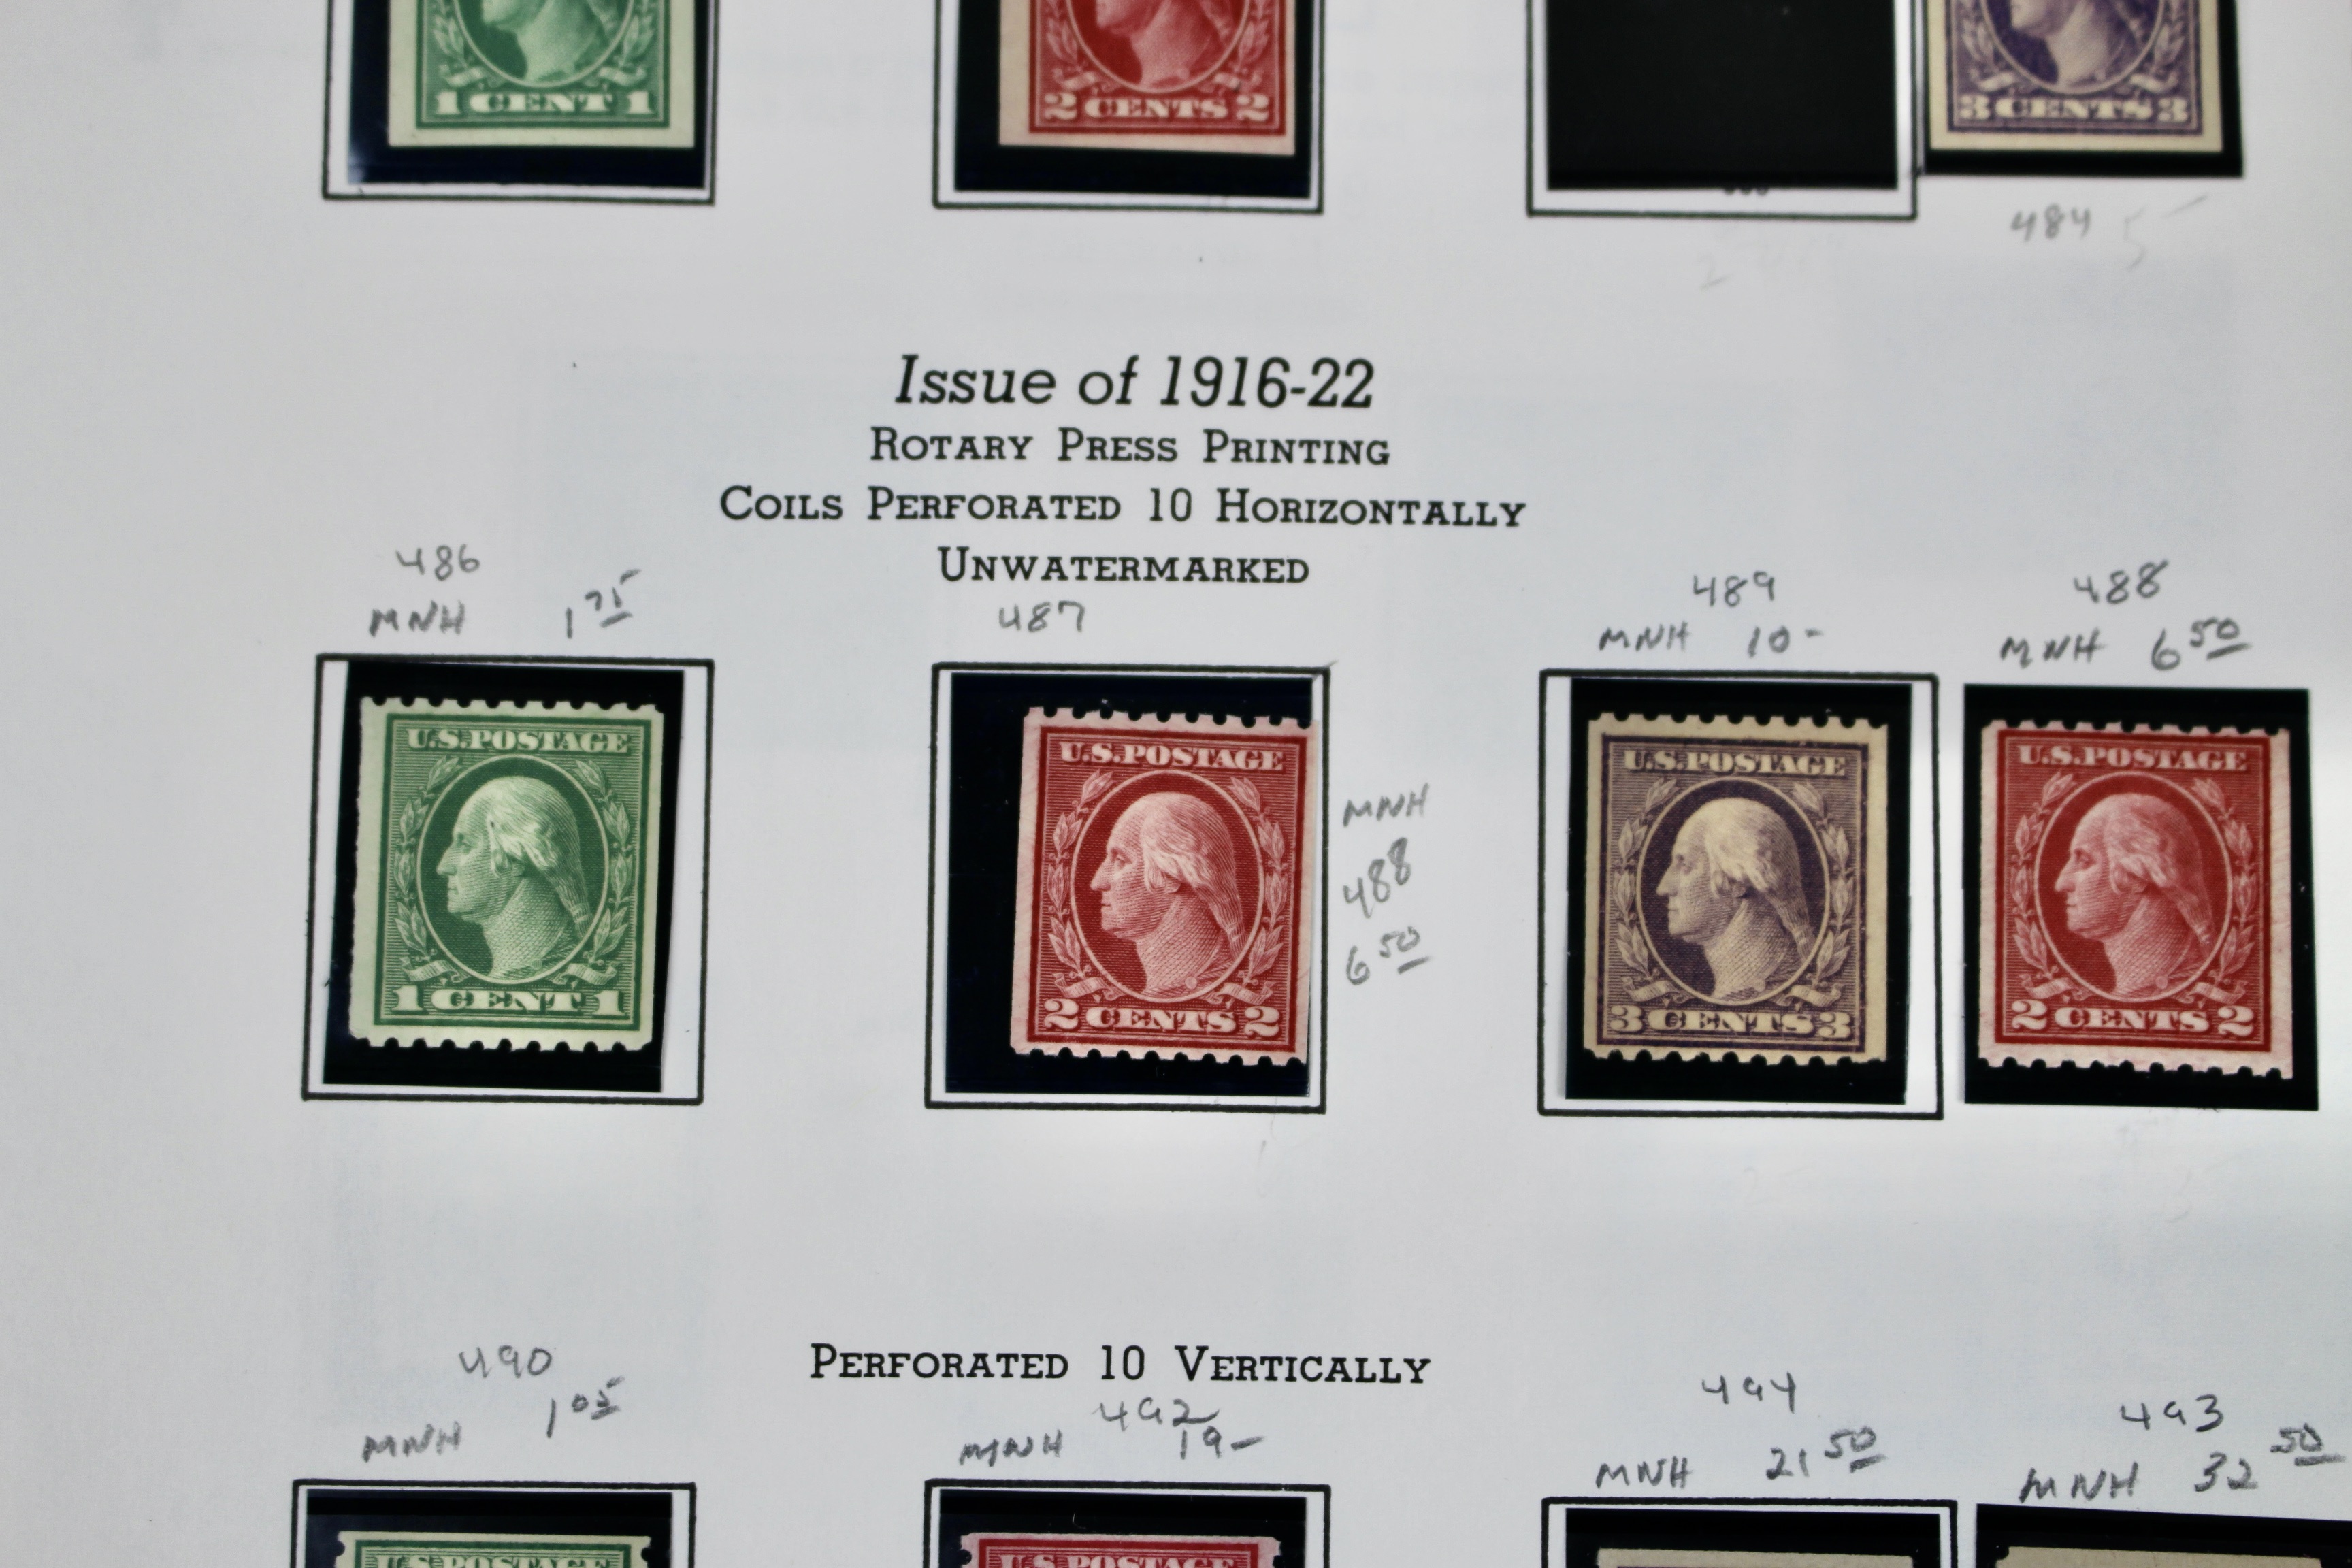 1 CENT 1
2 CENTS 2
3 CENTS 3
484 5-
Issue of 1916-22
ROTARY PRESS PRINTING
COILS PERFORATED 10 HORIZONTALLY
UNWATERMARKED
486
MNH 1 75
487
489
MNH 10-
488
MNH 6 50
U.S.POSTAGE
1 CENT 1
U.S.POSTAGE
2 CENTS 2
MNH
488
6 50
U.S.POSTAGE
3 CENTS 3
U.S.POSTAGE
2 CENTS 2
PERFORATED 10 VERTICALLY
490
MNH 1 05
492
MNH 19-
494
MNH 21 50
493
MNH 32 50
U.S.POSTAGE
U.S.POSTAGE